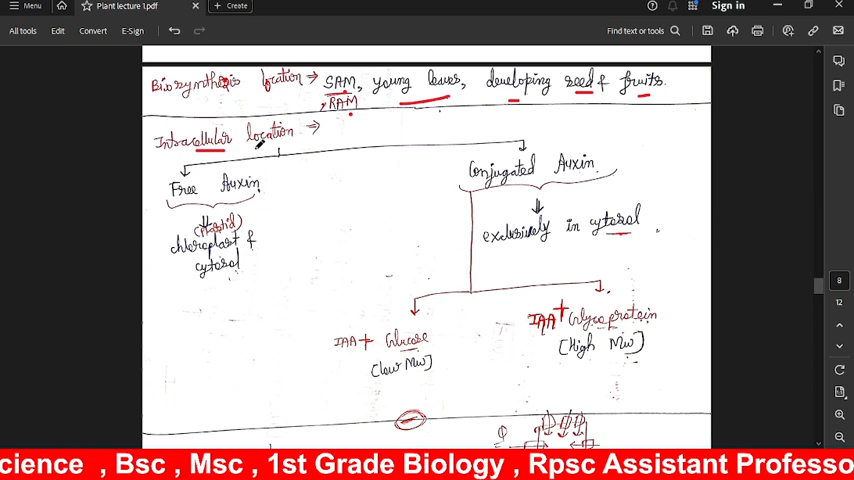 Menu
Plant lecture 1.pdf
×
+ Create
Sign in
All tools
Edit
Convert
E-Sign
Find text or tools
Biosynthesis location ⇒ SAM, young leaves, developing seed & fruits.
, RAM
Intracellular location ⇒
Free Auxin
Conjugated Auxin
(Plastid)
chloroplast &
cytosol
exclusively in cytosol
IAA + Glucose
[Low Mw]
IAA + Glycoprotein
[High Mw]
8
12
cience , Bsc , Msc , 1st Grade Biology , Rpsc Assistant Professo